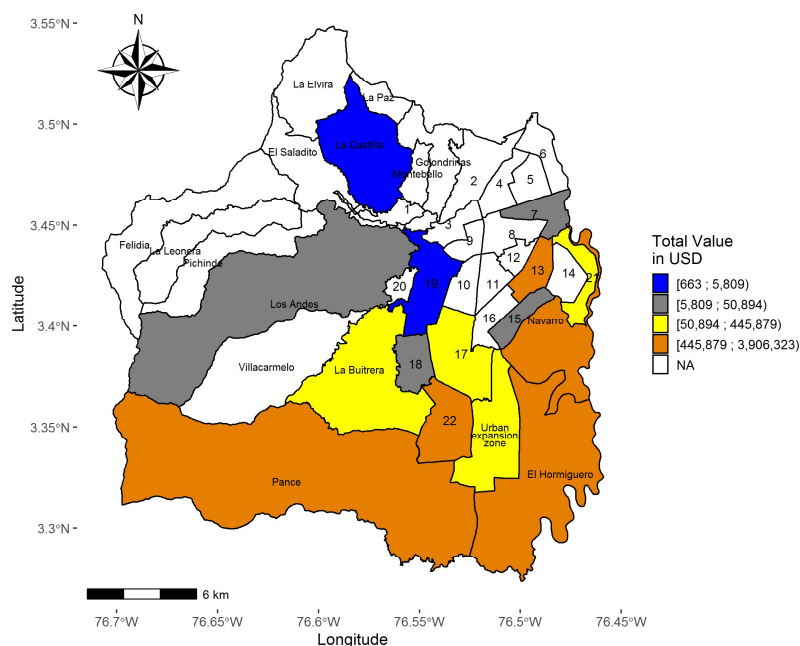 N
3.55°N
3.5°N
3.45°N
3.4°N
3.35°N
3.3°N
Latitude
La Elvira
La Paz
La Castilla
El Saladito
Golondrinas
Montebello
6
5
4
2
1
3
7
8
9
12
Felidia
La Leonera
Pichinde
13
14
21
20
19
10
11
Los Andes
16
15
Navarro
17
18
Villacarmelo
La Buitrera
22
Urban
expansion
zone
Pance
El Hormiguero
6 km
76.7°W
76.65°W
76.6°W
76.55°W
76.5°W
76.45°W
Longitude
Total Value
in USD
[663 ; 5,809)
[5,809 ; 50,894)
[50,894 ; 445,879)
[445,879 ; 3,906,323)
NA